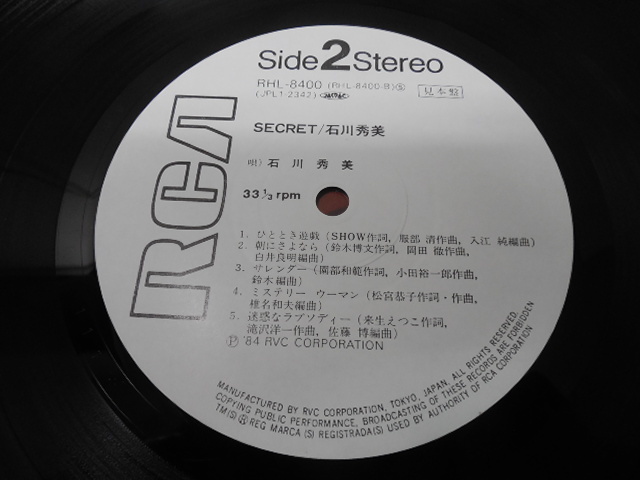 Side 2 Stereo
RHL-8400 (RHL-8400-B)Ⓢ
(JPL1-2342)
見本盤
SECRET/石川秀美
唄) 石川秀美
33 1/3 rpm
RCA
1. ひととき遊戯 (SHOW作詞, 服部 清作曲, 入江 純編曲)
2. 朝にさよなら (鈴木博文作詞, 岡田 徹作曲,
白井良明編曲)
3. サレンダー (園部和範作詞, 小田裕一郎作曲,
鈴木 編曲)
4. ミステリー ウーマン (松宮恭子作詞・作曲,
椎名和夫編曲)
5. 迷惑なラプソディー (来生えつこ作詞,
滝沢洋一作曲, 佐藤 博編曲)
Ⓟ '84 RVC CORPORATION
MANUFACTURED BY RVC CORPORATION, TOKYO, JAPAN, ALL RIGHTS RESERVED.
COPYING PUBLIC PERFORMANCE, BROADCASTING OF THESE RECORDS ARE FORBIDDEN
TM(S)® REG MARCA (S) REGISTRADA(S) USED BY AUTHORITY OF RCA CORPORATION